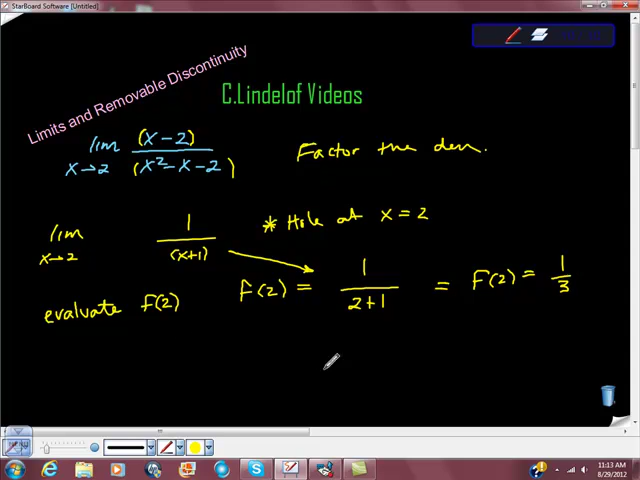 StarBoard Software [Untitled]
Limits and Removable Discontinuity
C.Lindelof Videos
lim x→2 (x-2) / (x²-x-2)
Factor the den.
lim x→2 1 / (x+1)
* Hole at x = 2
evaluate f(2)
F(2) = 1 / 2+1 = F(2) = 1/3
11:13 AM
8/29/2012